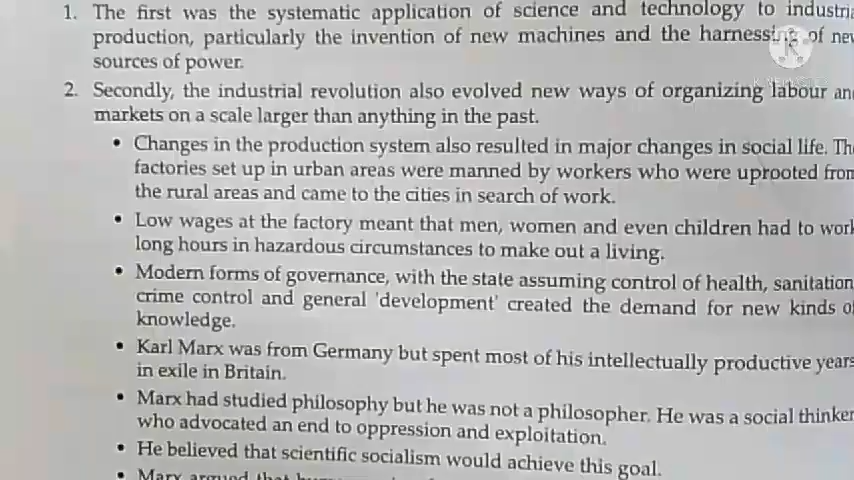 1. The first was the systematic application of science and technology to industria
production, particularly the invention of new machines and the harnessing of new
sources of power.
2. Secondly, the industrial revolution also evolved new ways of organizing labour and
markets on a scale larger than anything in the past.
• Changes in the production system also resulted in major changes in social life. The
factories set up in urban areas were manned by workers who were uprooted from
the rural areas and came to the cities in search of work.
• Low wages at the factory meant that men, women and even children had to work
long hours in hazardous circumstances to make out a living.
• Modern forms of governance, with the state assuming control of health, sanitation
crime control and general 'development' created the demand for new kinds of
knowledge.
• Karl Marx was from Germany but spent most of his intellectually productive years
in exile in Britain.
• Marx had studied philosophy but he was not a philosopher. He was a social thinker
who advocated an end to oppression and exploitation.
• He believed that scientific socialism would achieve this goal.
• Marx argued that